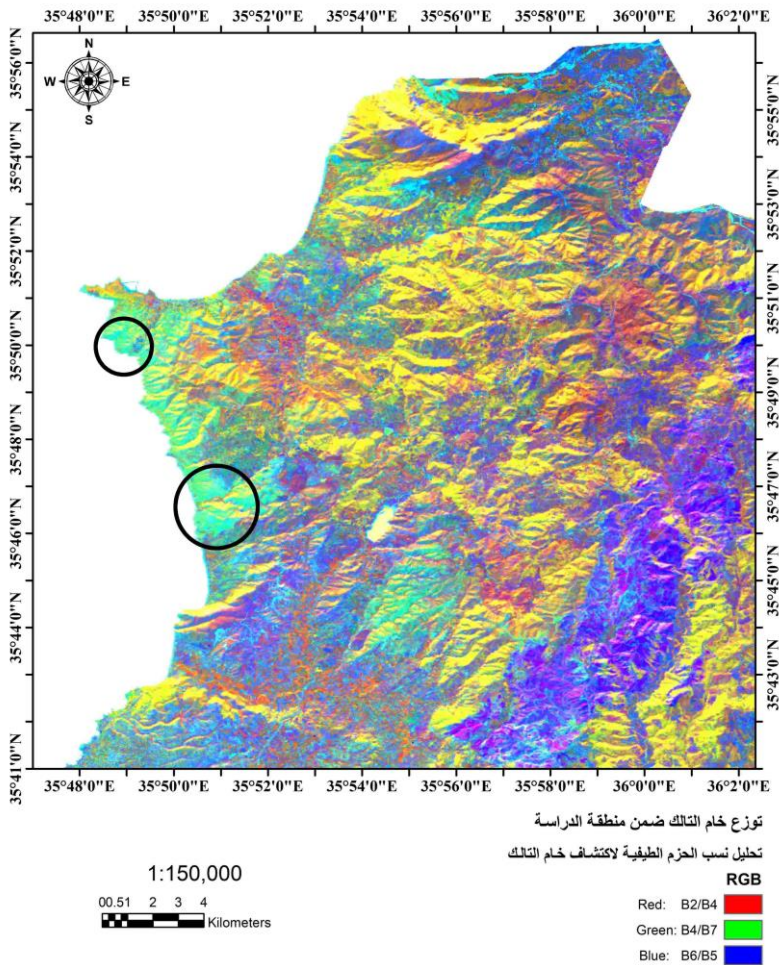 35°48'0"E 35°50'0"E 35°52'0"E 35°54'0"E 35°56'0"E 35°58'0"E 36°0'0"E 36°2'0"E
N
W E
S
35°56'0"N
35°54'0"N
35°52'0"N
35°50'0"N
35°48'0"N
35°46'0"N
35°44'0"N
35°41'0"N
35°55'0"N
35°53'0"N
35°51'0"N
35°49'0"N
35°47'0"N
35°45'0"N
35°43'0"N
35°48'0"E 35°50'0"E 35°52'0"E 35°54'0"E 35°56'0"E 35°58'0"E 36°0'0"E 36°2'0"E
توزع خام التالك ضمن منطقة الدراسة
تحليل نسب الحزم الطيفية لاكتشاف خام التالك
1:150,000
00.51 2 3 4
Kilometers
RGB
Red: B2/B4
Green: B4/B7
Blue: B6/B5